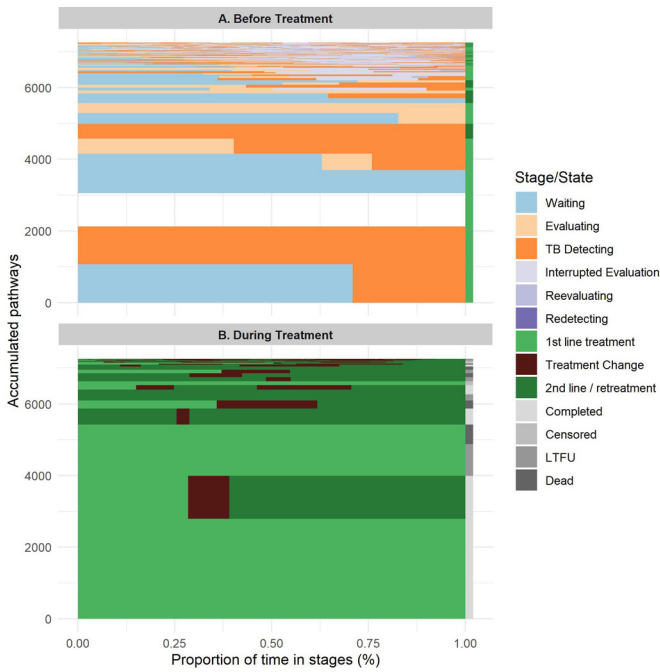 A. Before Treatment
6000
4000
2000
0
B. During Treatment
6000
4000
2000
0
0.00 0.25 0.50 0.75 1.00
Proportion of time in stages (%)
Accumulated pathways
Stage/State
Waiting
Evaluating
TB Detecting
Interrupted Evaluation
Reevaluating
Redetecting
1st line treatment
Treatment Change
2nd line / retreatment
Completed
Censored
LTFU
Dead